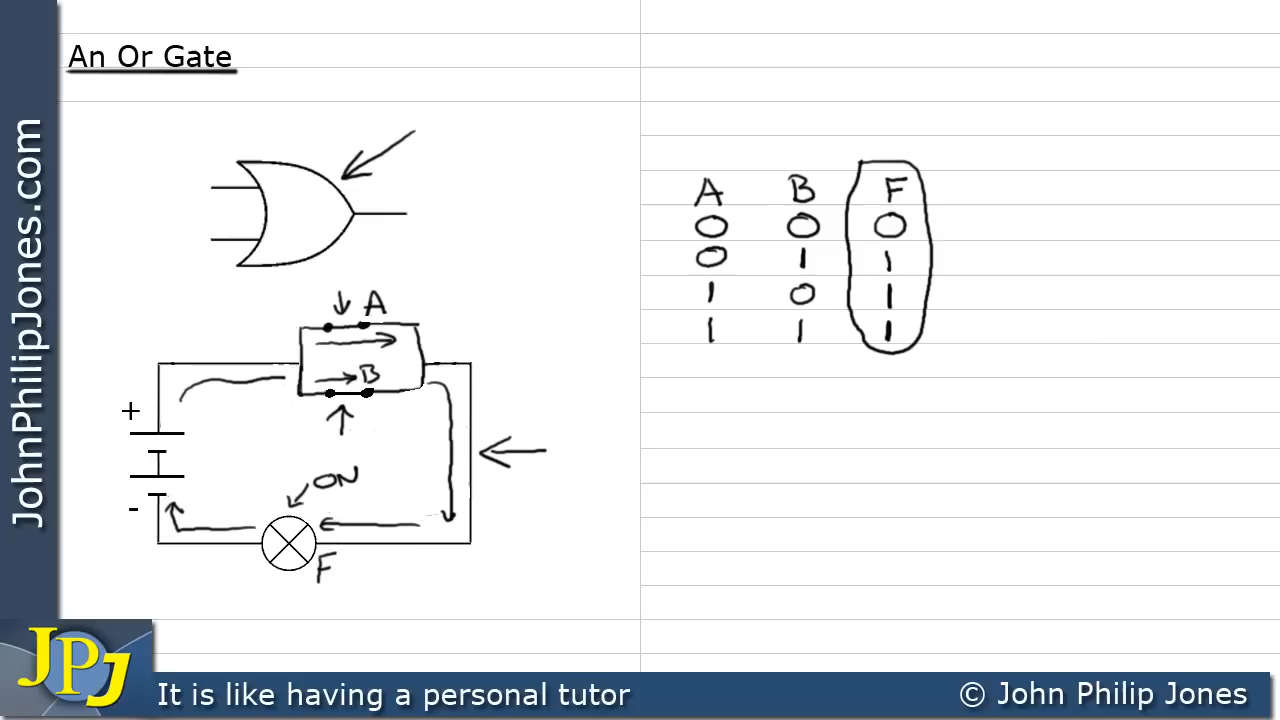 An Or Gate
A B F
0 0 0
0 1 1
1 0 1
1 1 1
A
B
+
-
ON
F
JohnPhilipJones.com
JPJ
It is like having a personal tutor
© John Philip Jones